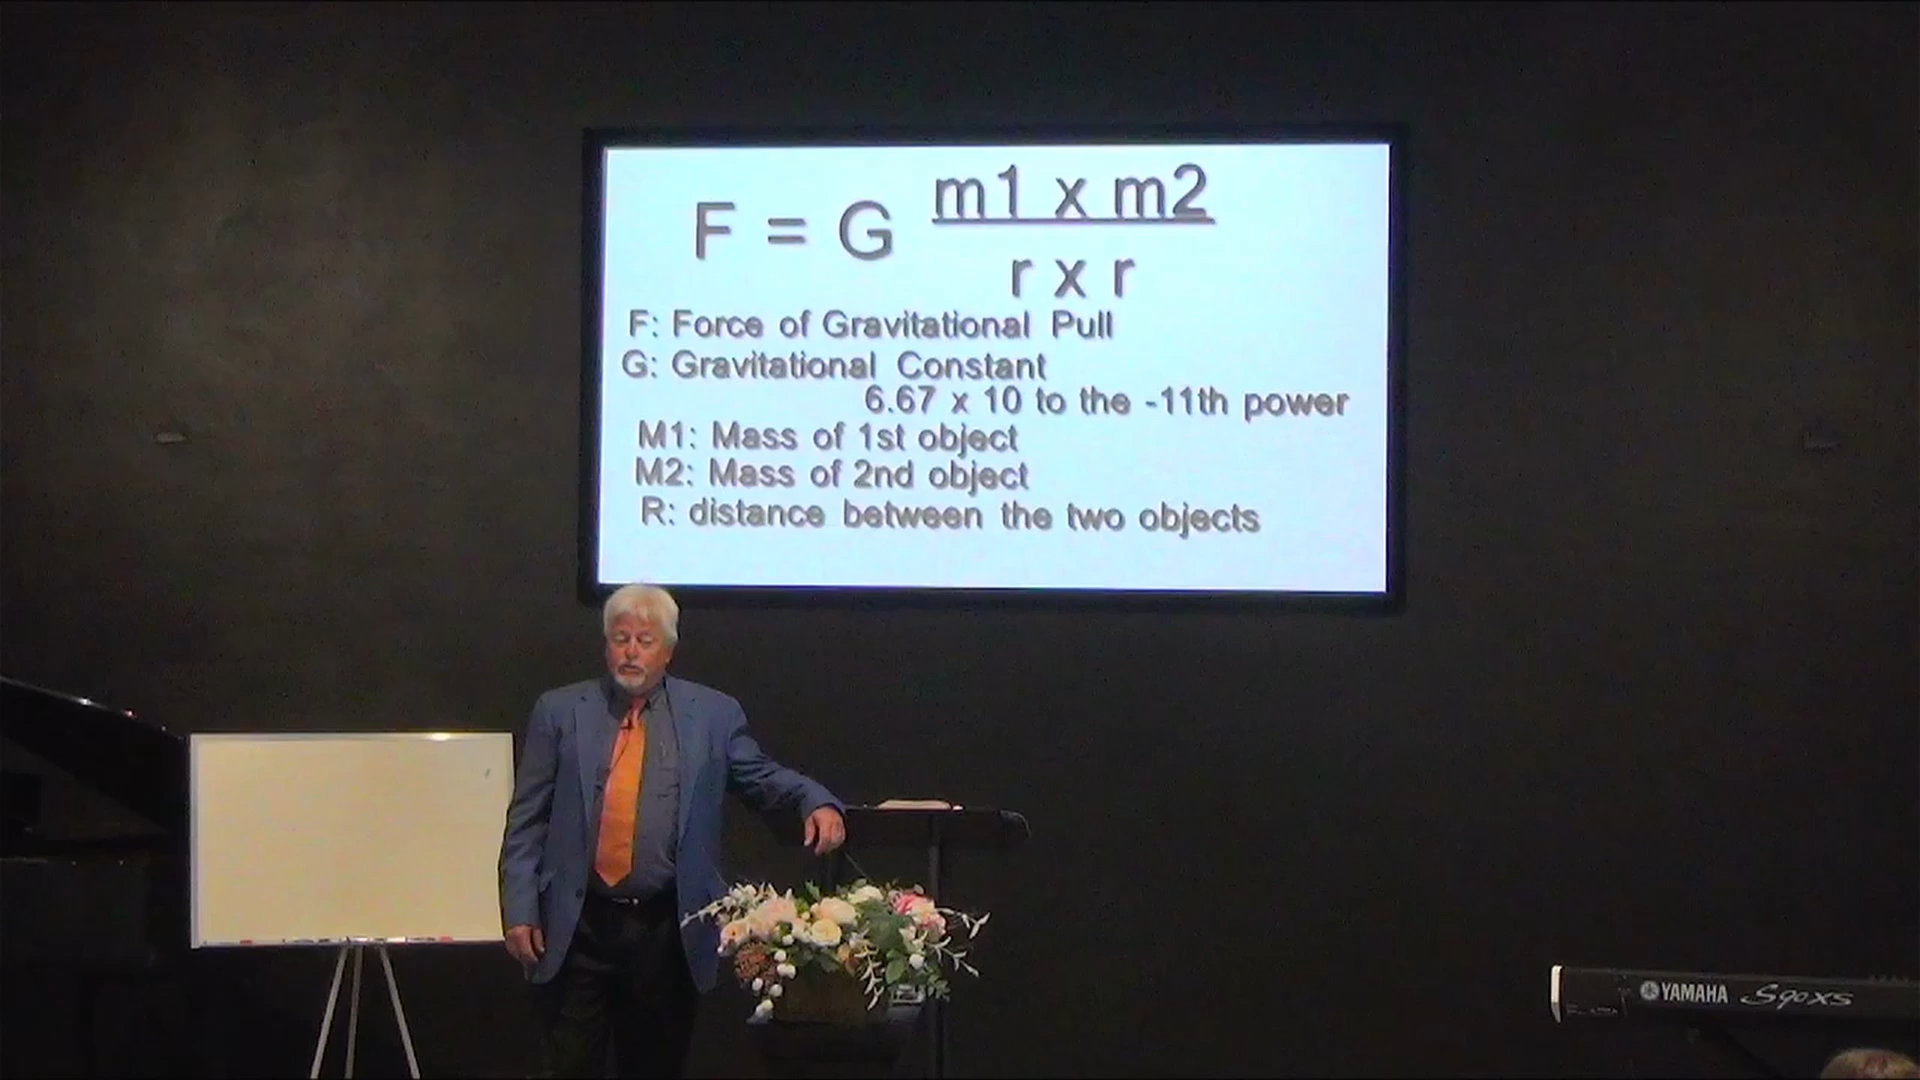 F = G m1 x m2
r x r
F: Force of Gravitational Pull
G: Gravitational Constant
6.67 x 10 to the -11th power
M1: Mass of 1st object
M2: Mass of 2nd object
R: distance between the two objects
YAMAHA S90XS